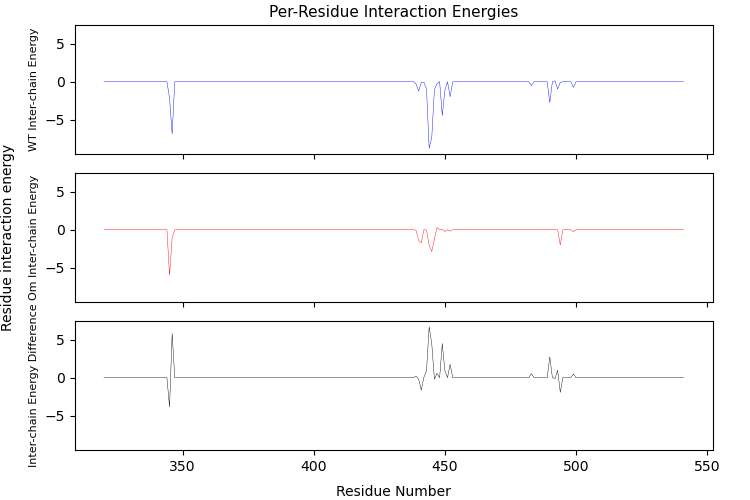 Per-Residue Interaction Energies
Residue interaction energy
WT Inter-chain Energy
5
0
−5
Om Inter-chain Energy
5
0
−5
Inter-chain Energy Difference
5
0
−5
350
400
450
500
550
Residue Number